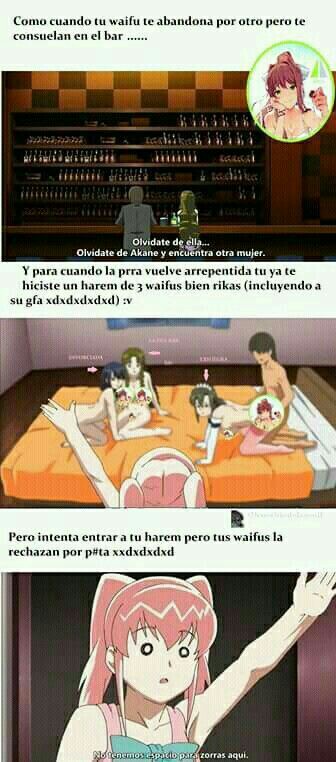 Como cuando tu waifu te abandona por otro pero te
consuelan en el bar ......
Olvidate de ella...
Olvidate de Akane y encuentra otra mujer.
Y para cuando la prra vuelve arrepentida tu ya te
hiciste un harem de 3 waifus bien rikas (incluyendo a
su gfa xdxdxdxdxd) :v
DIVORCIADA
Pero intenta entrar a tu harem pero tus waifus la
rechazan por p#ta xxdxdxdxd
No tenemos espacio para zorras aqui.